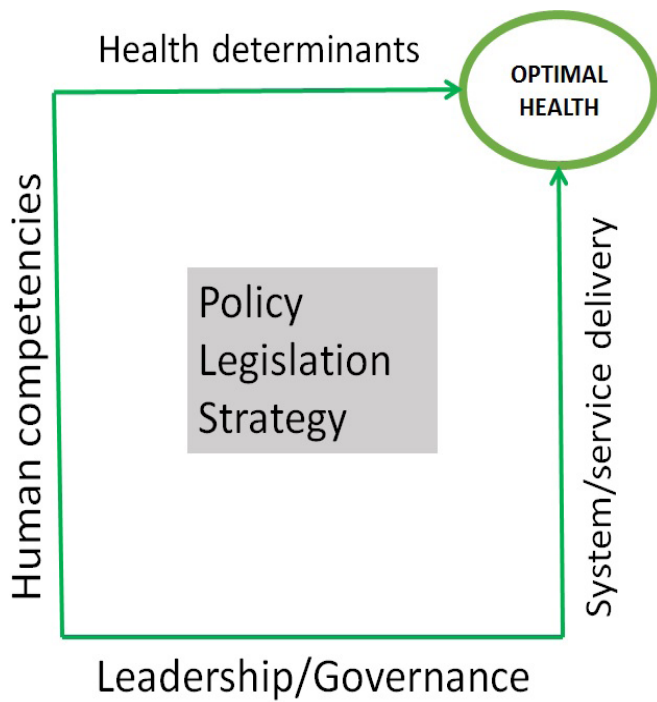 Health determinants
OPTIMAL
HEALTH
Human competencies
Policy
Legislation
Strategy
System/service delivery
Leadership/Governance